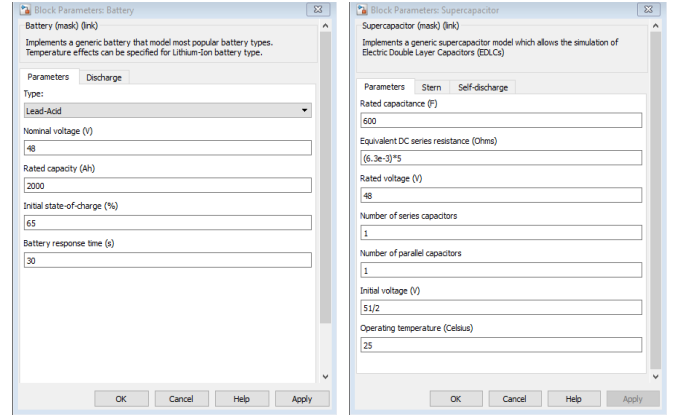 Block Parameters: Battery
Battery (mask) (link)
Implements a generic battery that model most popular battery types.
Temperature effects can be specified for Lithium-Ion battery type.
Parameters Discharge
Type:
Lead-Acid
Nominal voltage (V)
48
Rated capacity (Ah)
2000
Initial state-of-charge (%)
65
Battery response time (s)
30
OK Cancel Help Apply
Block Parameters: Supercapacitor
Supercapacitor (mask) (link)
Implements a generic supercapacitor model which allows the simulation of
Electric Double Layer Capacitors (EDLCs)
Parameters Stern Self-discharge
Rated capacitance (F)
600
Equivalent DC series resistance (Ohms)
(6.3e-3)*5
Rated voltage (V)
48
Number of series capacitors
1
Number of parallel capacitors
1
Initial voltage (V)
51/2
Operating temperature (Celsius)
25
OK Cancel Help Apply